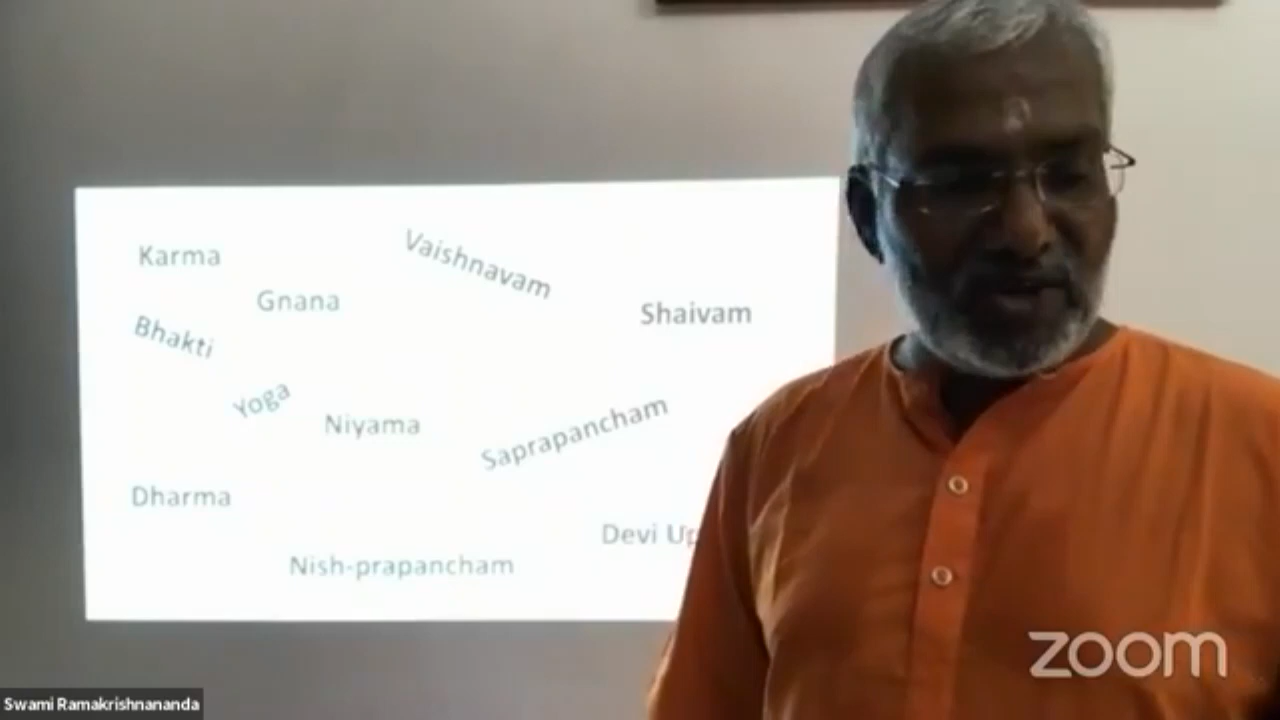 Karma
Vaishnavam
Gnana
Shaivam
Bhakti
Yoga
Niyama
Saprapancham
Dharma
Devi
Nish-prapancham
zoom
Swami Ramakrishnananda